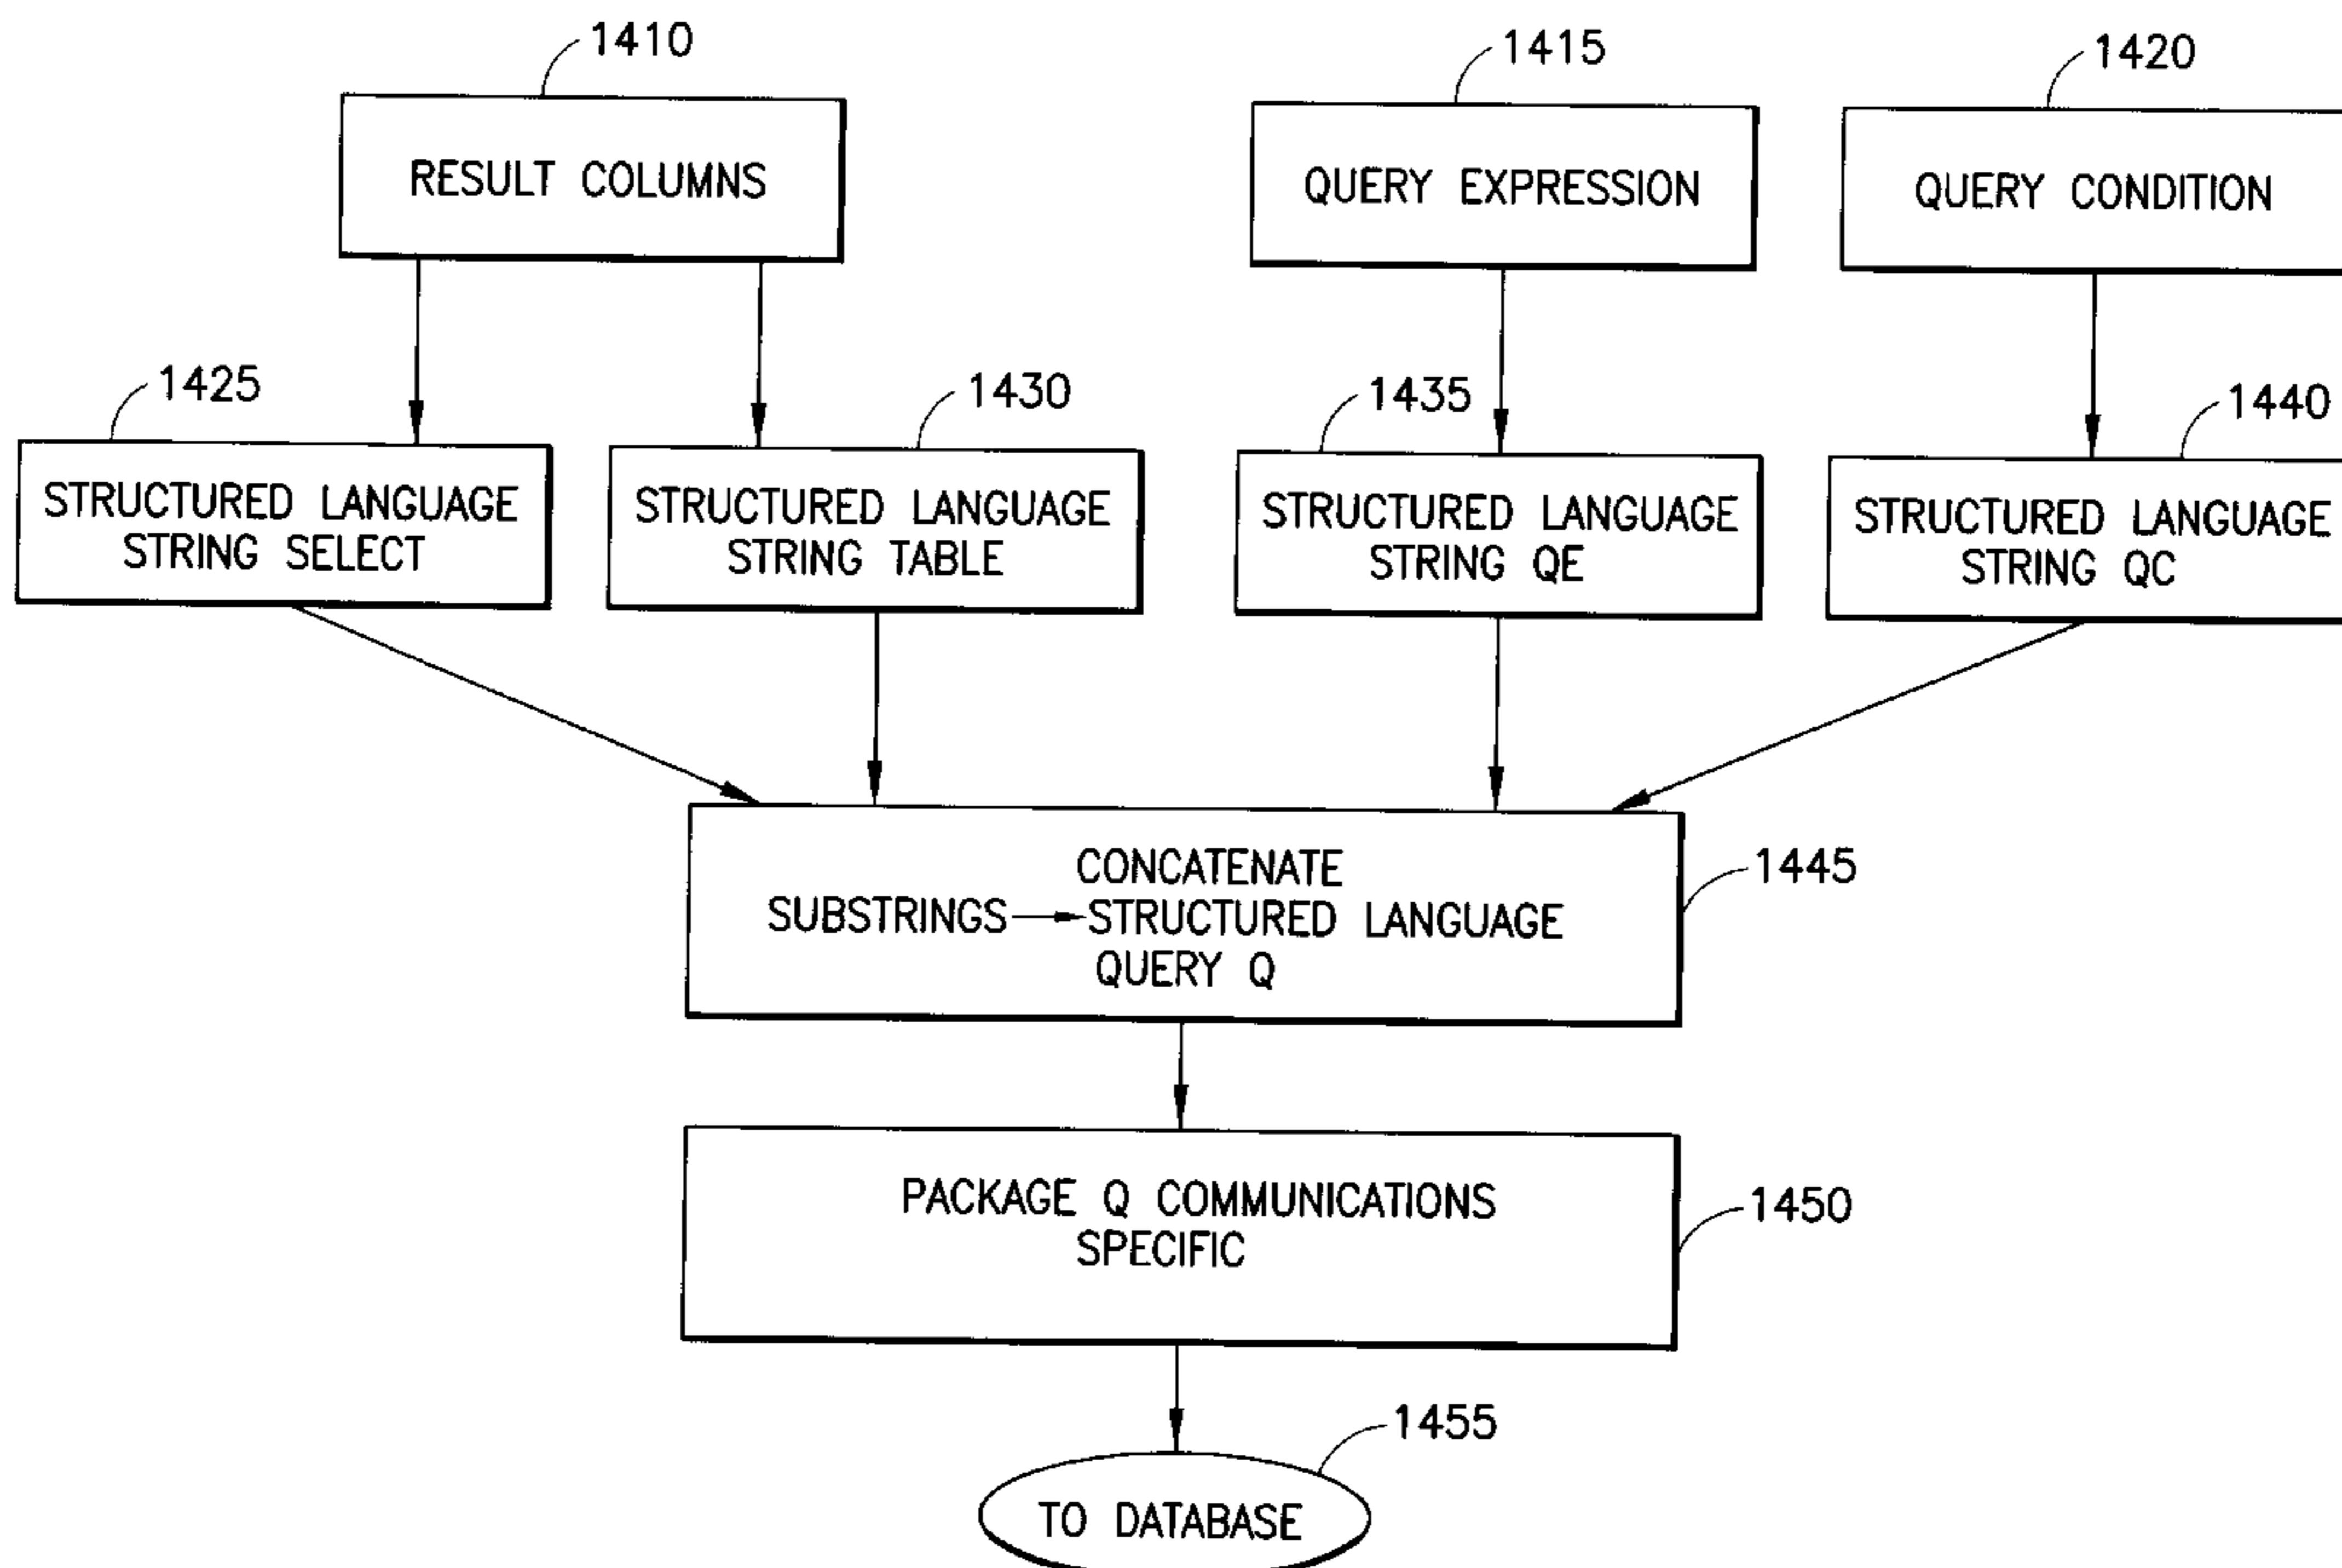 1410
1415
1420
RESULT COLUMNS
QUERY EXPRESSION
QUERY CONDITION
1425
1430
1435
1440
STRUCTURED LANGUAGE
STRING SELECT
STRUCTURED LANGUAGE
STRING TABLE
STRUCTURED LANGUAGE
STRING QE
STRUCTURED LANGUAGE
STRING QC
CONCATENATE
SUBSTRINGS → STRUCTURED LANGUAGE
QUERY Q
1445
PACKAGE Q COMMUNICATIONS
SPECIFIC
1450
1455
TO DATABASE